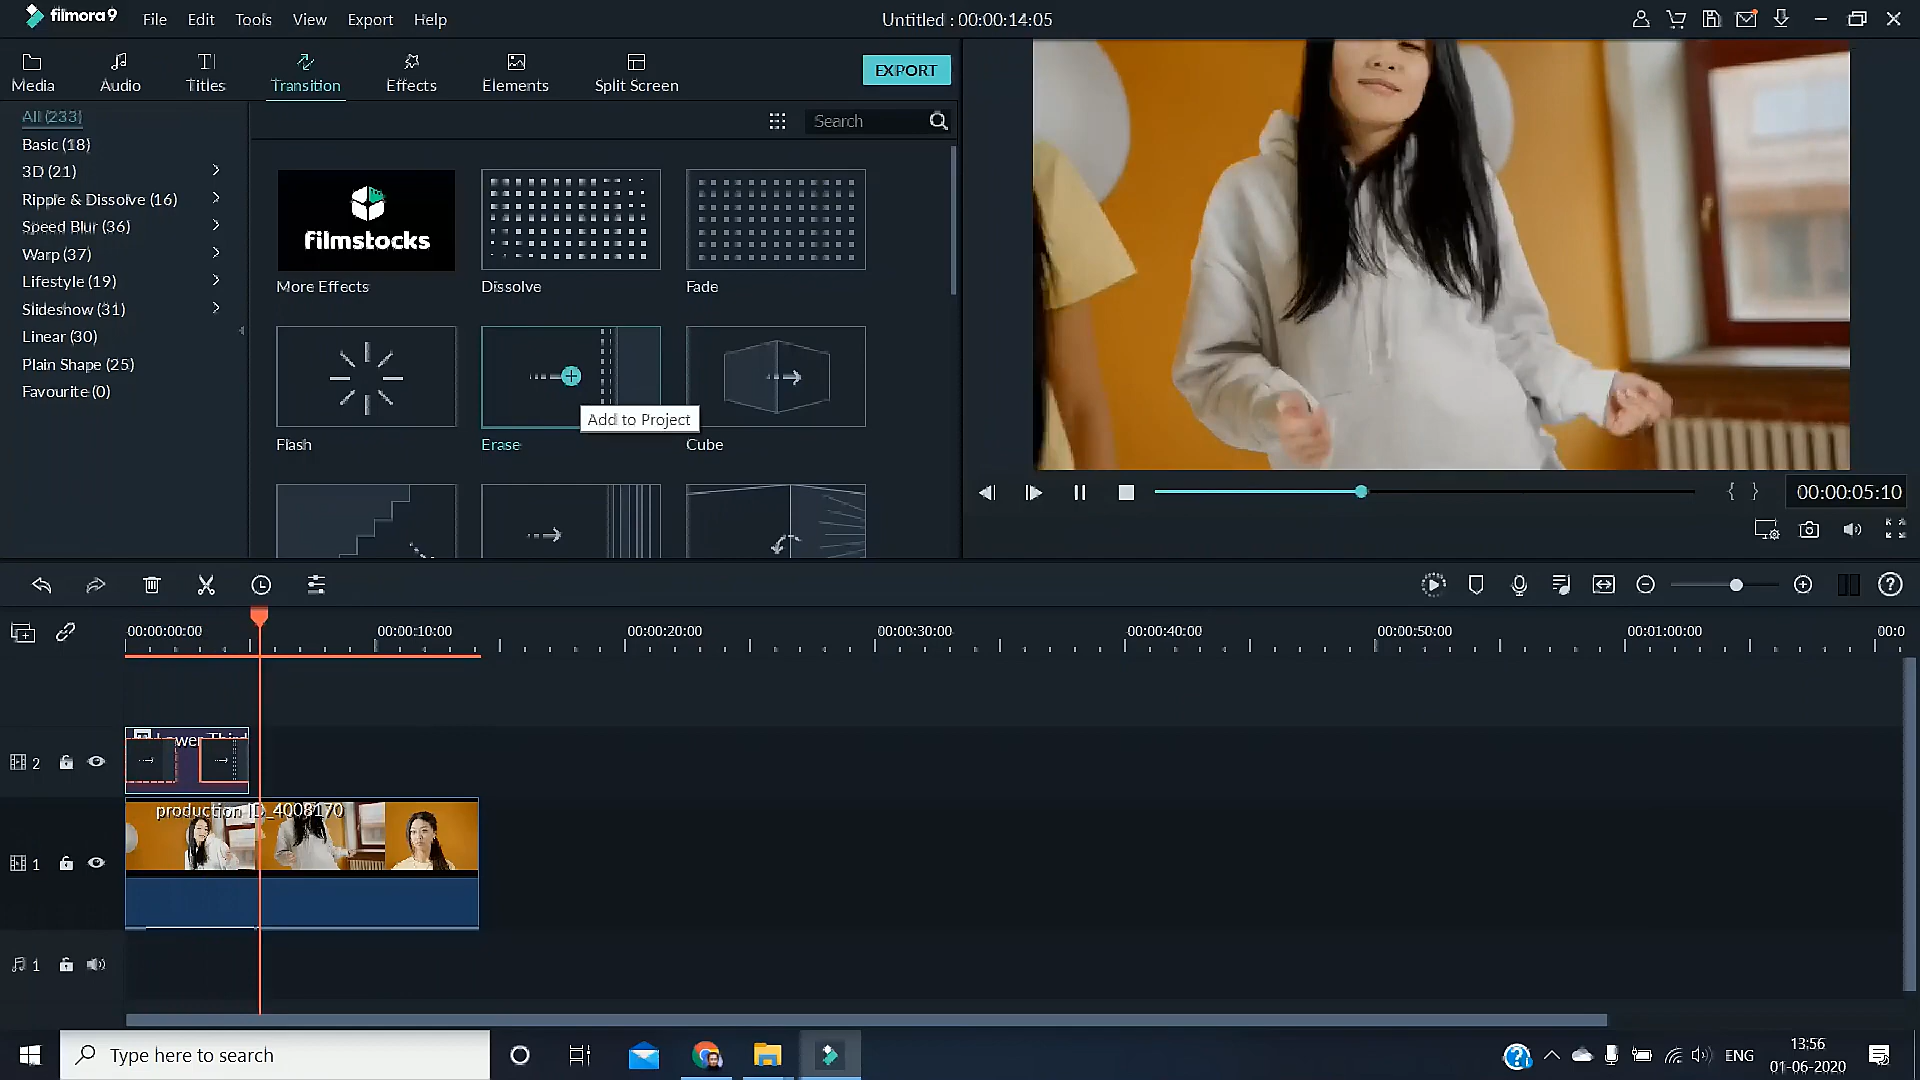 filmora9 File Edit Tools View Export Help Untitled : 00:00:14:05
Media Audio Titles Transition Effects Elements Split Screen EXPORT
All (233)
Basic (18)
3D (21)
Ripple & Dissolve (16)
Speed Blur (36)
Warp (37)
Lifestyle (19)
Slideshow (31)
Linear (30)
Plain Shape (25)
Favourite (0)
Search
filmstocks
More Effects Dissolve Fade
Add to Project
Flash Erase Cube
{ } 00:00:05:10
00:00:00:00 00:00:10:00 00:00:20:00 00:00:30:00 00:00:40:00 00:00:50:00 00:01:00:00 00:0
Lower Third
2
production ID_4008170
1
1
Type here to search
ENG
13:56
01-06-2020